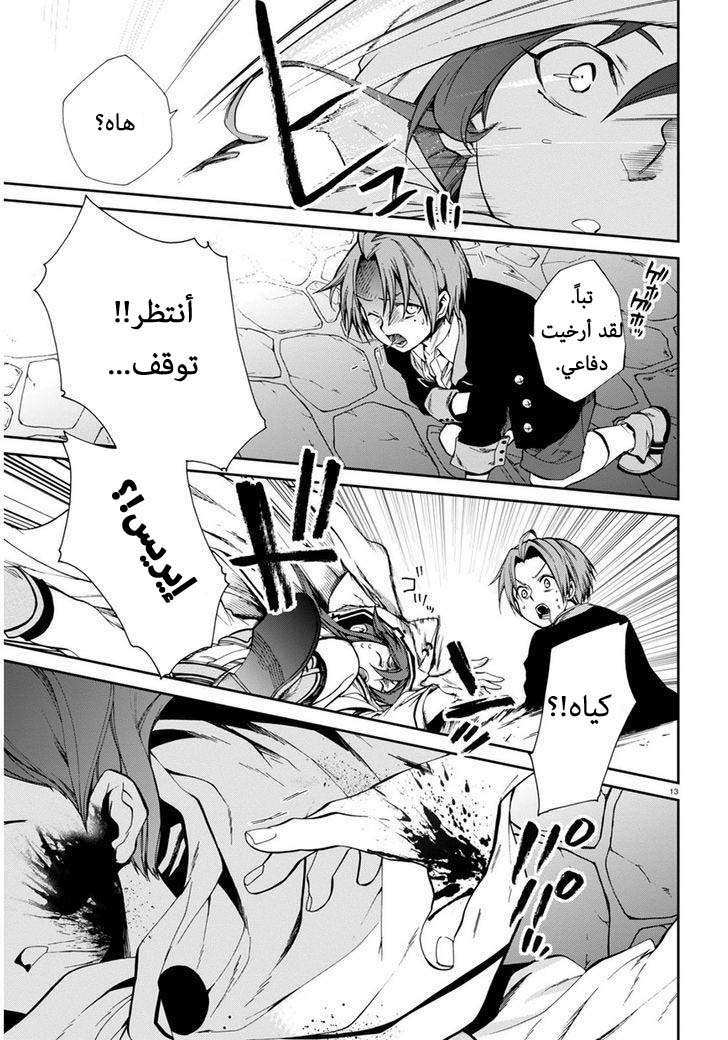 هاه؟
تباً.
لقد أرخيت
دفاعي.
أنتظر!!
توقف...
إيريس!؟
كياه!؟
13